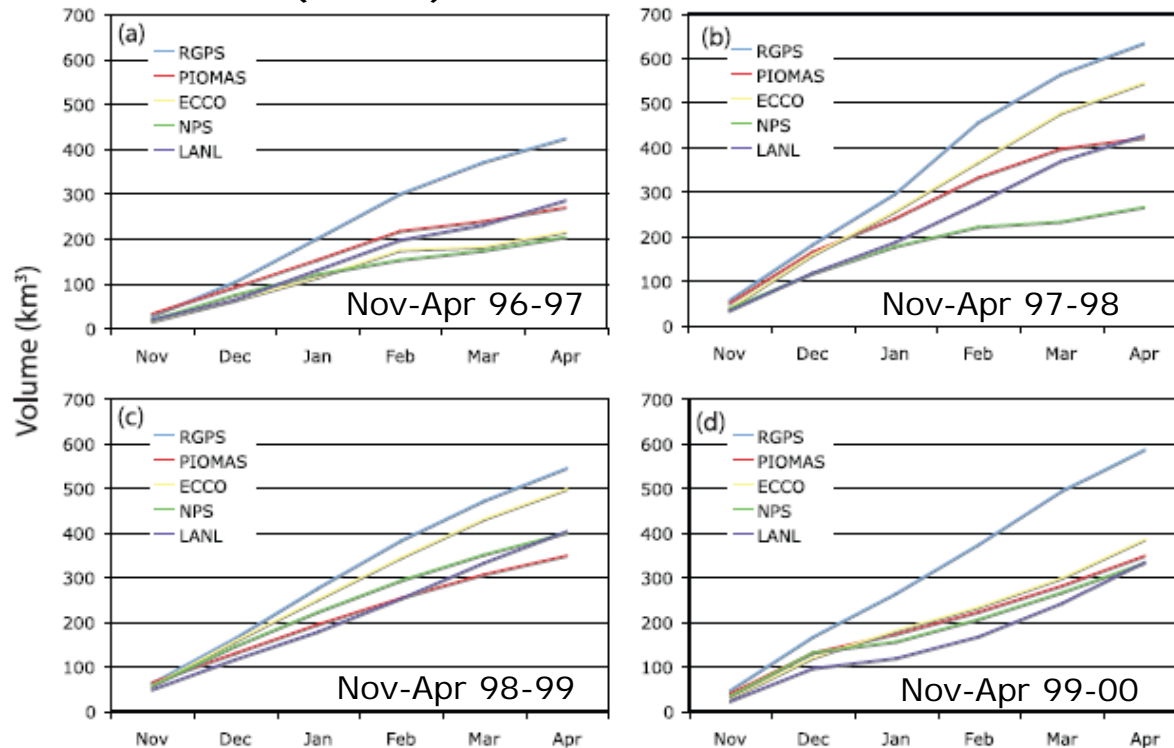 700
600
500
400
300
200
100
0
(a)
RGPS
PIOMAS
ECCO
NPS
LANL
Nov-Apr 96-97
Nov Dec Jan Feb Mar Apr
700
600
500
400
300
200
100
0
(b)
RGPS
PIOMAS
ECCO
NPS
LANL
Nov-Apr 97-98
Nov Dec Jan Feb Mar Apr
Volume (km³)
700
600
500
400
300
200
100
0
(c)
RGPS
PIOMAS
ECCO
NPS
LANL
Nov-Apr 98-99
Nov Dec Jan Feb Mar Apr
700
600
500
400
300
200
100
0
(d)
RGPS
PIOMAS
ECCO
NPS
LANL
Nov-Apr 99-00
Nov Dec Jan Feb Mar Apr